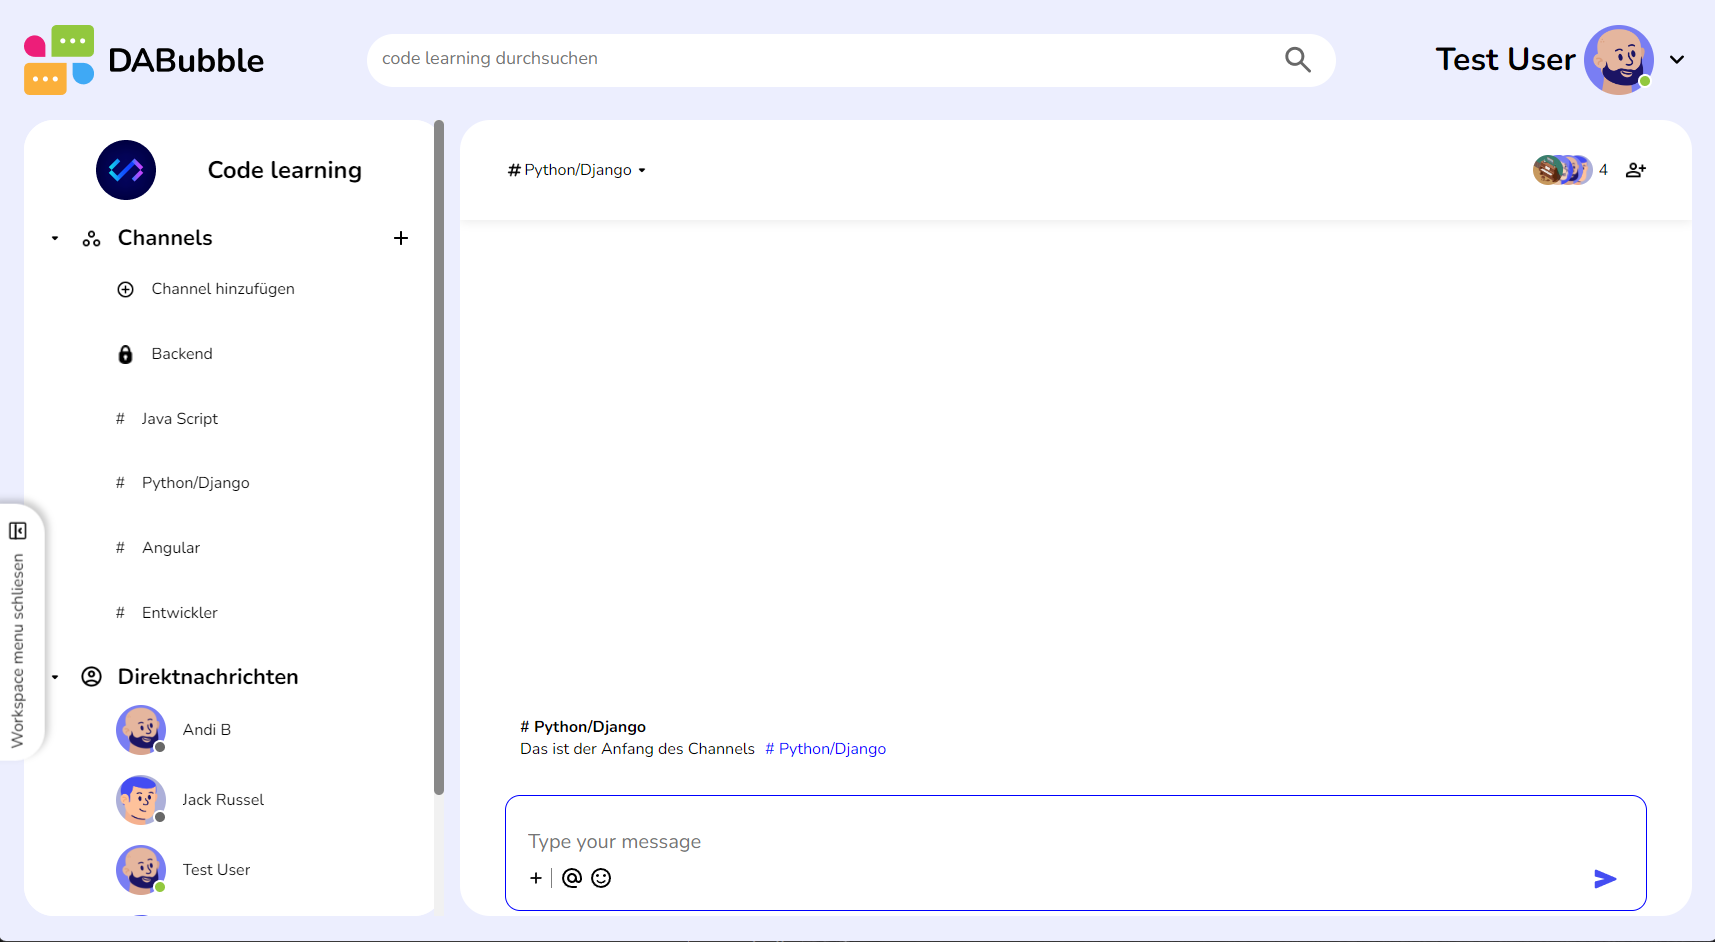 DABubble
code learning durchsuchen
Test User
Code learning
Channels
Channel hinzufügen
Backend
# Java Script
# Python/Django
# Angular
# Entwickler
Direktnachrichten
Andi B
Jack Russel
Test User
Workspace menu schliesen
# Python/Django
4
# Python/Django
Das ist der Anfang des Channels # Python/Django
Type your message